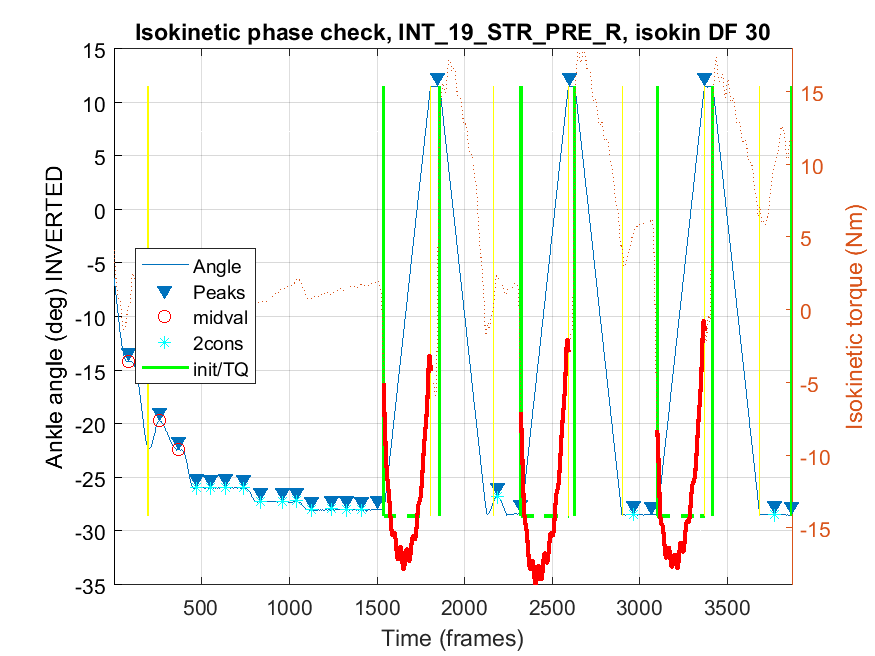 Isokinetic phase check, INT_19_STR_PRE_R, isokin DF 30
Ankle angle (deg) INVERTED
15
10
5
0
-5
-10
-15
-20
-25
-30
-35
Angle
Peaks
midval
2cons
init/TQ
15
10
5
0
-5
-10
-15
Isokinetic torque (Nm)
500
1000
1500
2000
2500
3000
3500
Time (frames)